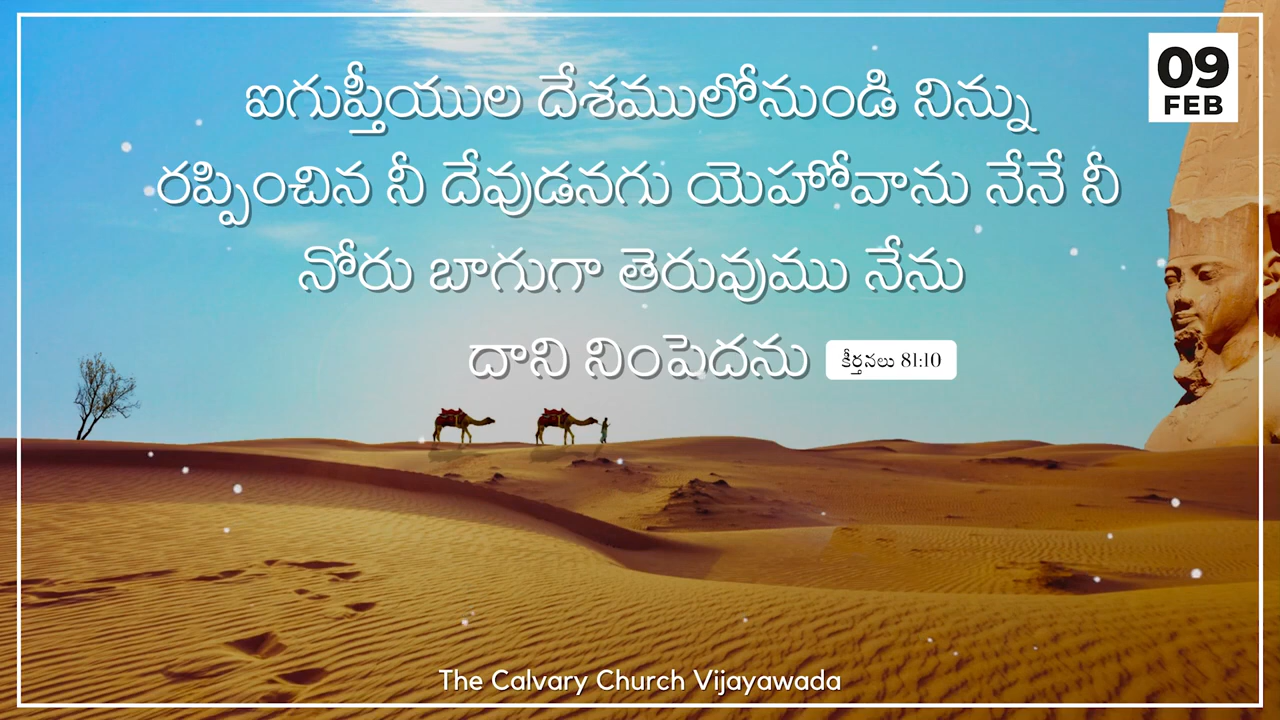 ఐగుప్తీయుల దేశములోనుండి నిన్ను
రప్పించిన నీ దేవుడనగు యెహోవాను నేనే నీ
నోరు బాగుగా తెరువుము నేను
దాని నింపెదను
కీర్తనలు 81:10
09
FEB
The Calvary Church Vijayawada